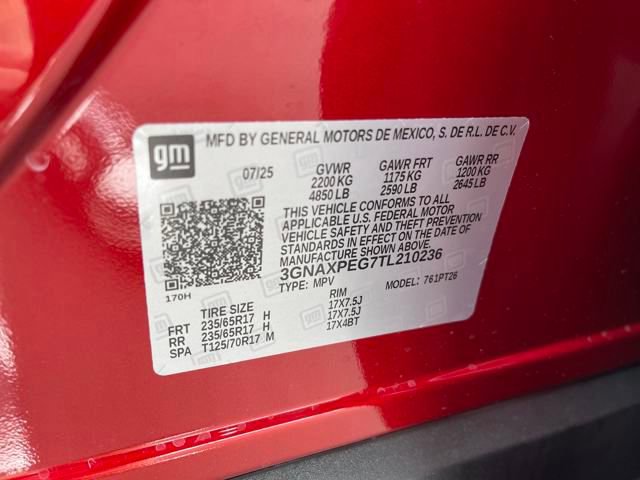 gm
MFD BY GENERAL MOTORS DE MEXICO, S. DE R.L. DE C.V.
07/25 GVWR GAWR FRT GAWR RR
2200 KG 1175 KG 1200 KG
4850 LB 2590 LB 2645 LB
THIS VEHICLE CONFORMS TO ALL
APPLICABLE U.S. FEDERAL MOTOR
VEHICLE SAFETY AND THEFT PREVENTION
STANDARDS IN EFFECT ON THE DATE OF
MANUFACTURE SHOWN ABOVE.
3GNAXPEG7TL210236
TYPE: MPV MODEL: 761PT26
170H
TIRE SIZE RIM
FRT 235/65R17 H 17X7.5J
RR 235/65R17 H 17X7.5J
SPA T125/70R17 M 17X4BT